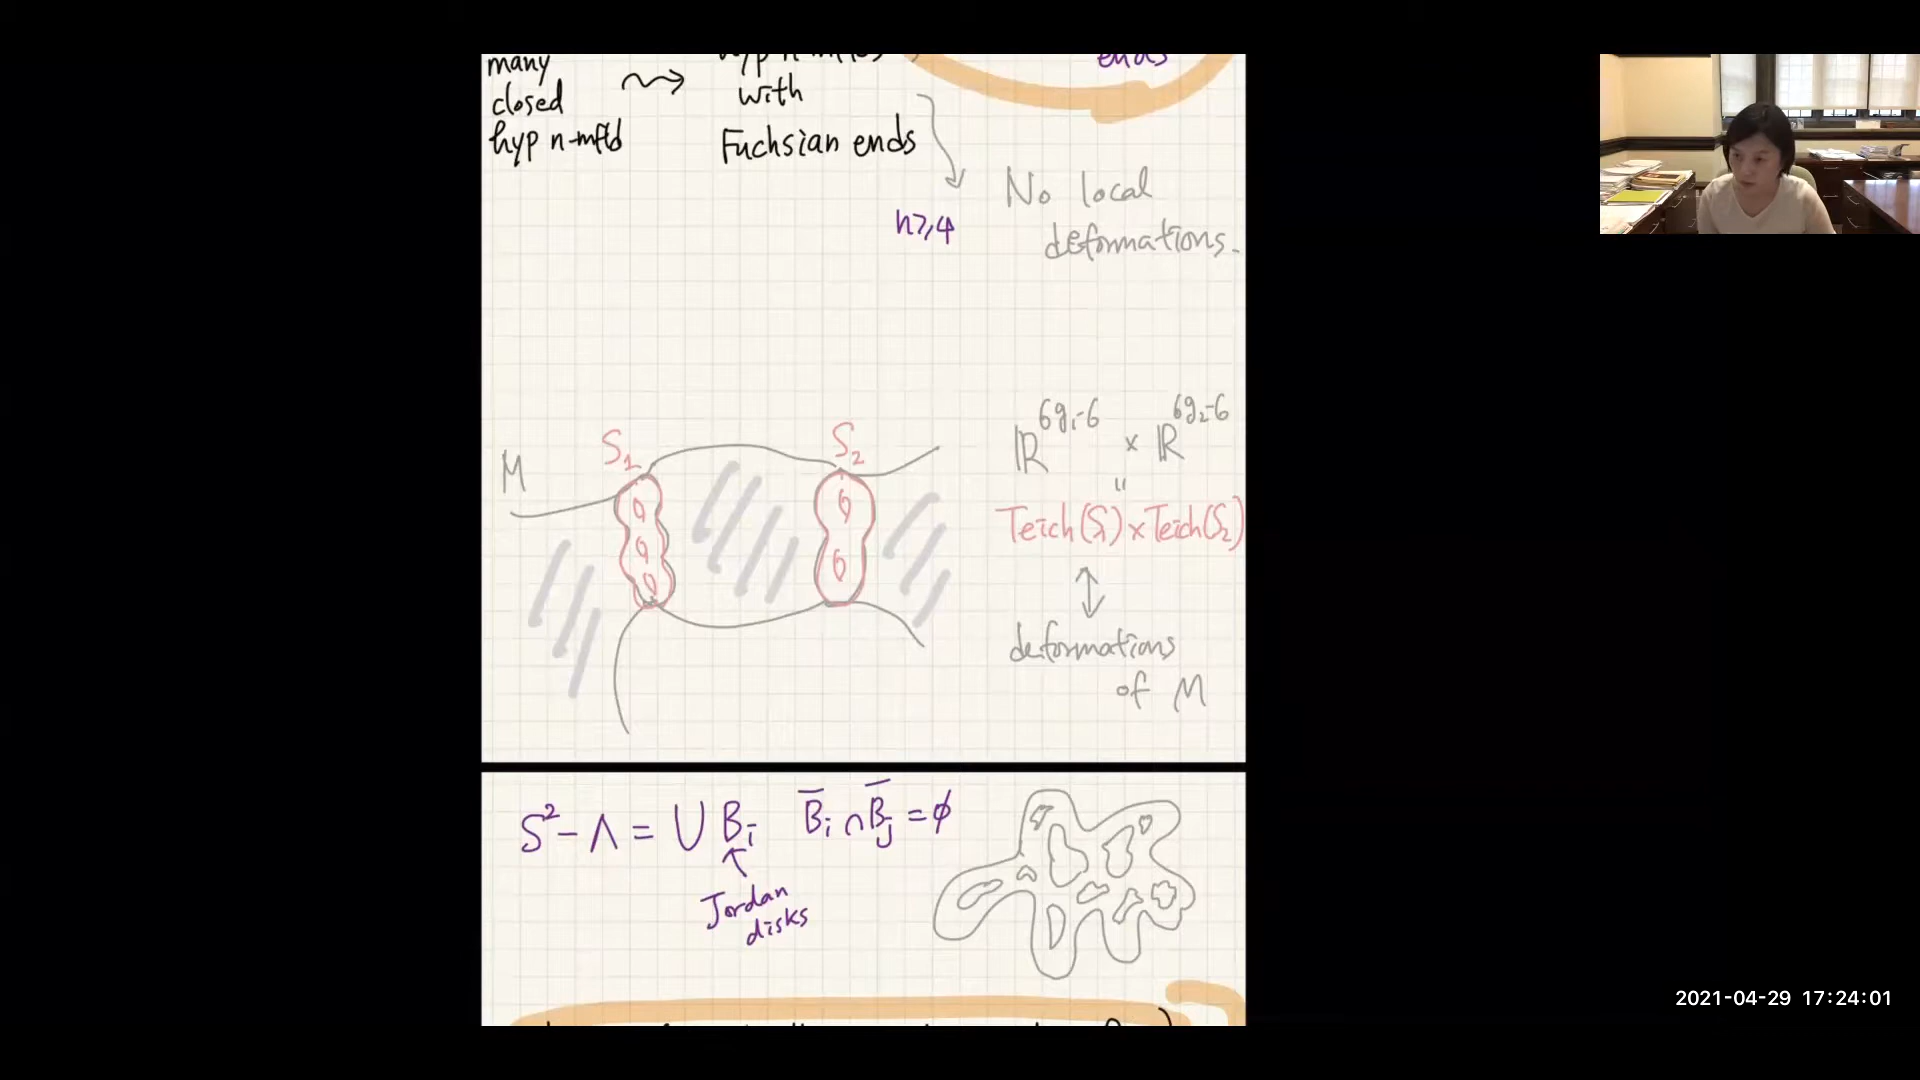 many
closed
hyp n-mfld
with
Fuchsian ends
ends
n≥4
No local
deformations.
M
S₁
S₂
ℝ^{6g₁-6} × ℝ^{6g₂-6}
"
Teich(S₁) × Teich(S₂)
↕
deformations
of M
S² - Λ = ∪ Bᵢ   B̄ᵢ ∩ B̄ⱼ = ∅
Jordan
disks
2021-04-29 17:24:01